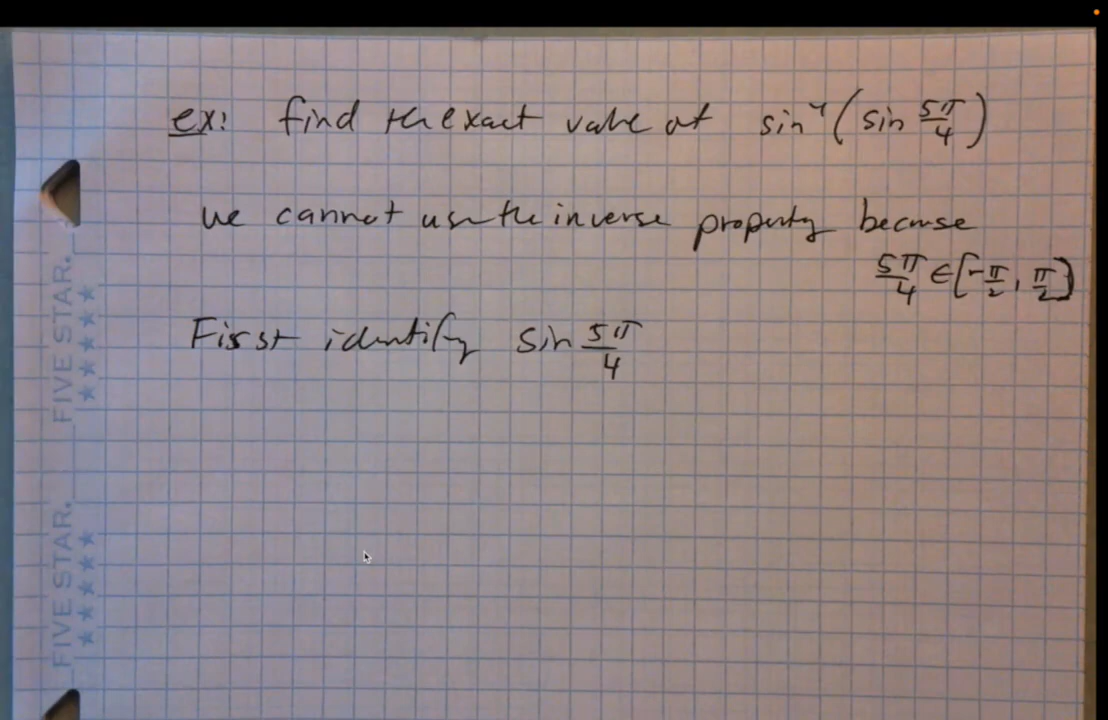 ex: find the exact value of sin⁻¹(sin 5π/4)
we cannot use the inverse property because
5π/4 ∈ [-π/2, π/2]
First identify sin 5π/4
FIVE STAR.
★★★★★
FIVE STAR.
★★★★★